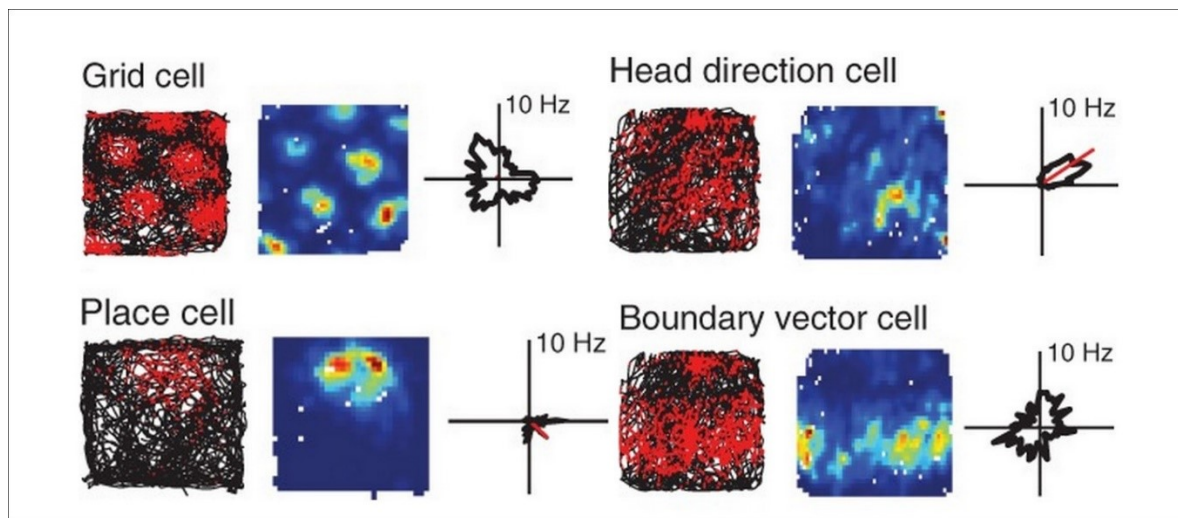 Grid cell
10 Hz
Head direction cell
10 Hz
Place cell
10 Hz
Boundary vector cell
10 Hz